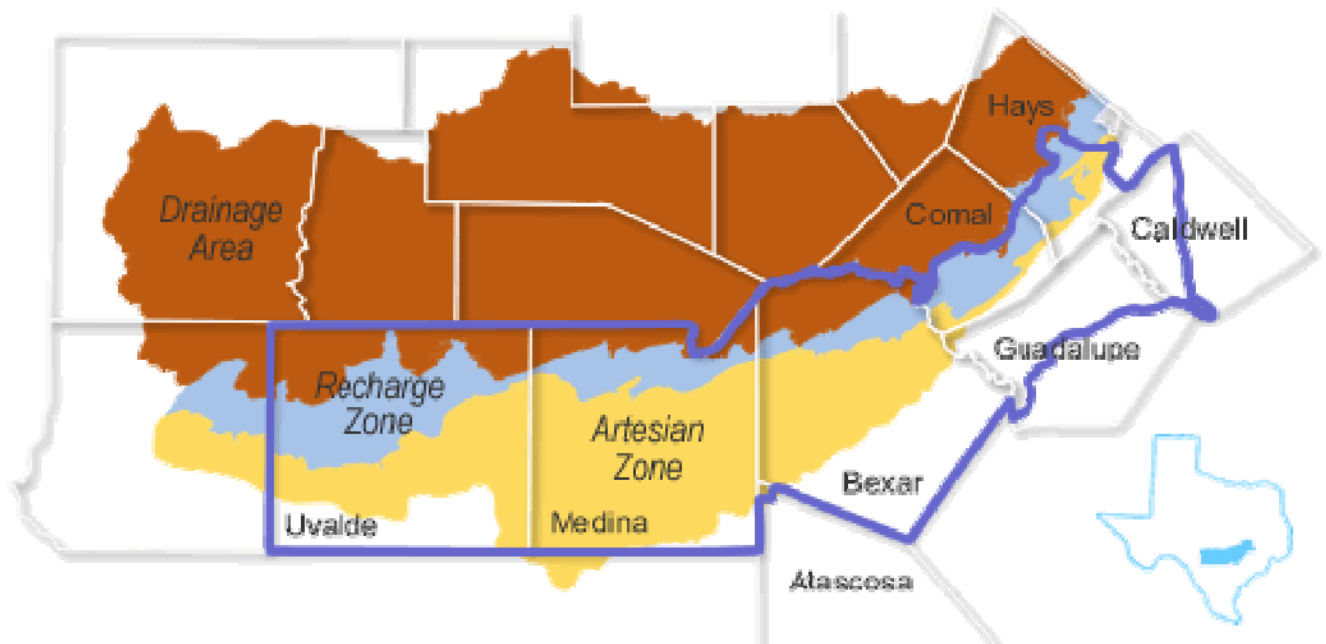 Hays
Drainage
Area
Comal
Caldwell
Guadalupe
Recharge
Zone
Artesian
Zone
Bexar
Uvalde
Medina
Atascosa